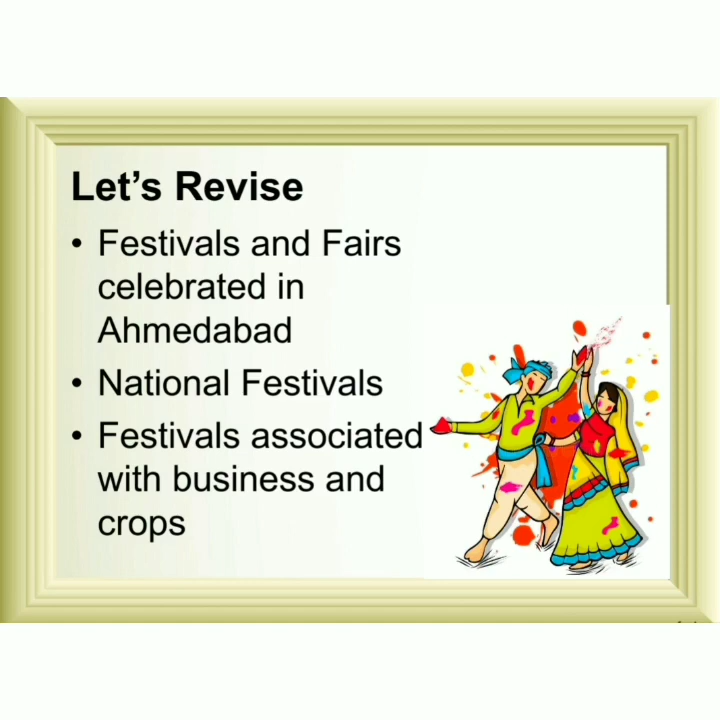 Let’s Revise
• Festivals and Fairs
celebrated in
Ahmedabad
• National Festivals
• Festivals associated
with business and
crops